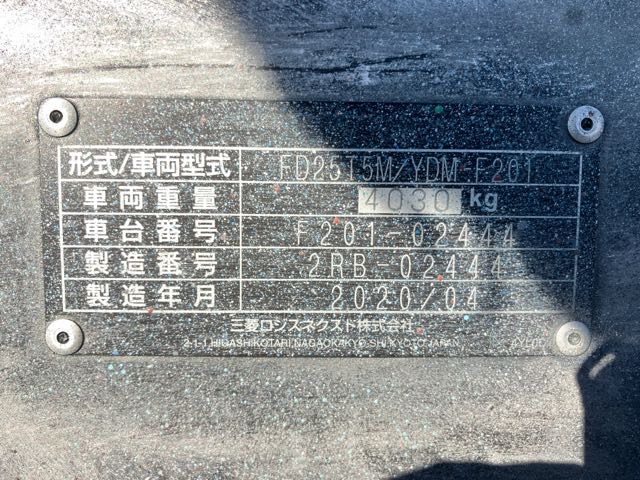 形式/車両型式 FD25T5M/YDM-F201
車両重量 4030 kg
車台番号 F201-02444
製造番号 2RB-02444
製造年月 2020/04
三菱ロジスネクスト株式会社
2-1-1,HIGASHIKOTARI,NAGAOKAKYO-SHI,KYOTO,JAPAN